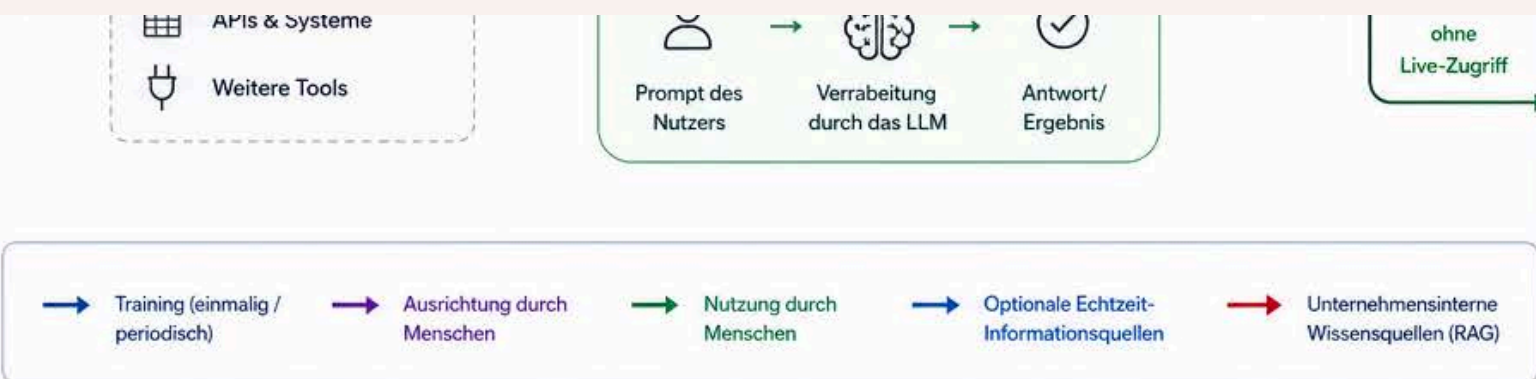 APIs & Systeme
Weitere Tools
Prompt des
Nutzers
Verrabeitung
durch das LLM
Antwort/
Ergebnis
ohne
Live-Zugriff
Training (einmalig /
periodisch)
Ausrichtung durch
Menschen
Nutzung durch
Menschen
Optionale Echtzeit-
Informationsquellen
Unternehmensinterne
Wissensquellen (RAG)